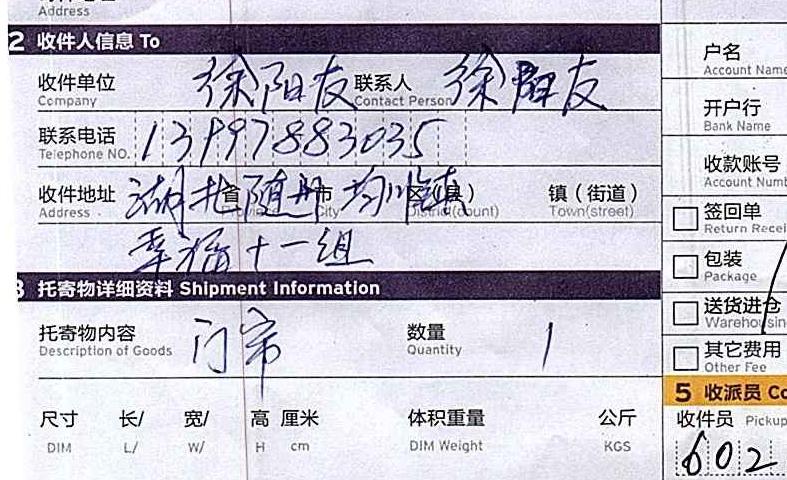 Address
2 收件人信息 To
收件单位 徐阳友 联系人 徐阳友
Company Contact Person
联系电话 13997883035
Telephone NO.
收件地址 湖北省随州市均川镇区(县) 镇(街道)
Address City District(count) Town(street)
幸福十一组
3 托寄物详细资料 Shipment Information
托寄物内容 门帘 数量 1
Description of Goods Quantity
尺寸 长/ 宽/ 高 厘米 体积重量 公斤
DIM L/ W/ H cm DIM Weight KGS
户名
Account Name
开户行
Bank Name
收款账号
Account Numb
签回单
Return Recei
包装
Package
送货进仓
Warehousin
其它费用
Other Fee
5 收派员 Co
收件员 Pickup
602